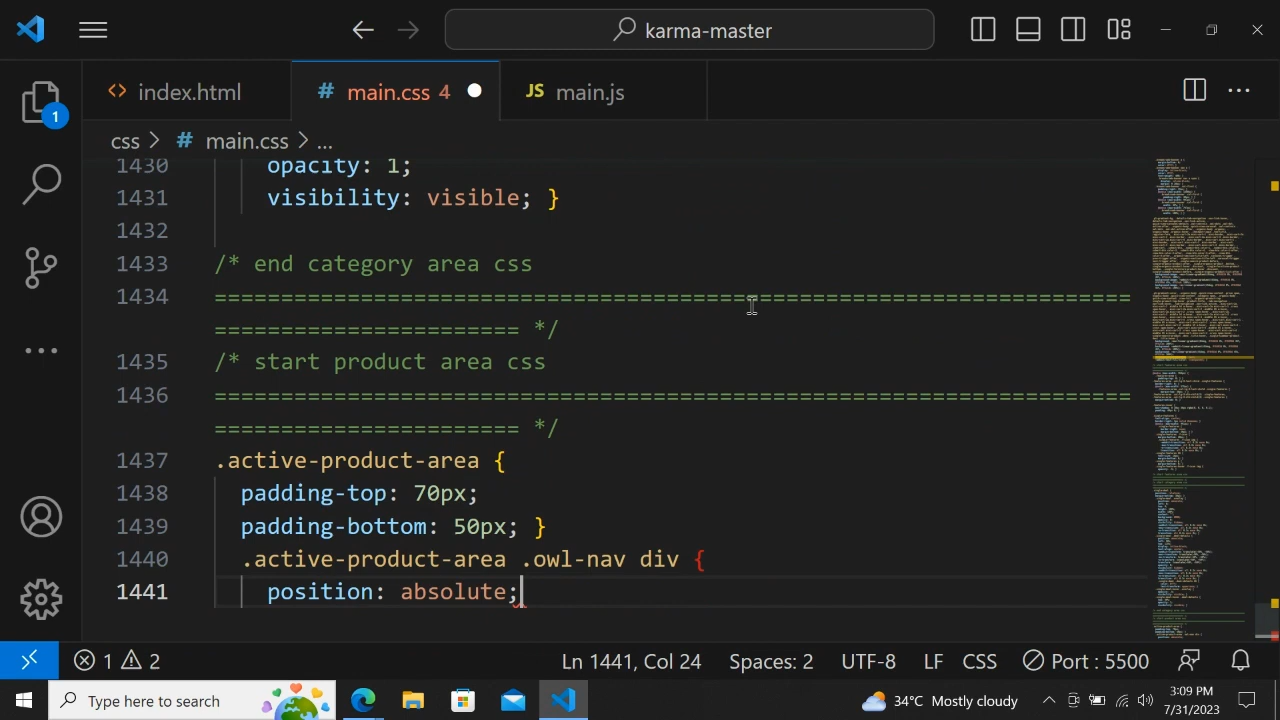 karma-master
index.html
# main.css 4
JS main.js
1
css > # main.css > ...
1430 opacity: 1;
1431 visibility: visible; }
1432
1433 /* end category area css
1434 ===================================================================== ======================= */
1435 /* start product area css
1436 ===================================================================== ======================= */
1437 .active-product-area {
1438 padding-top: 70px;
1439 padding-bottom: 50px; }
1440 .active-product-area .owl-nav div {
1441 position: absolute;
1 2
Ln 1441, Col 24
Spaces: 2
UTF-8
LF
CSS
Port : 5500
Type here to search
34°C Mostly cloudy
3:09 PM
7/31/2023